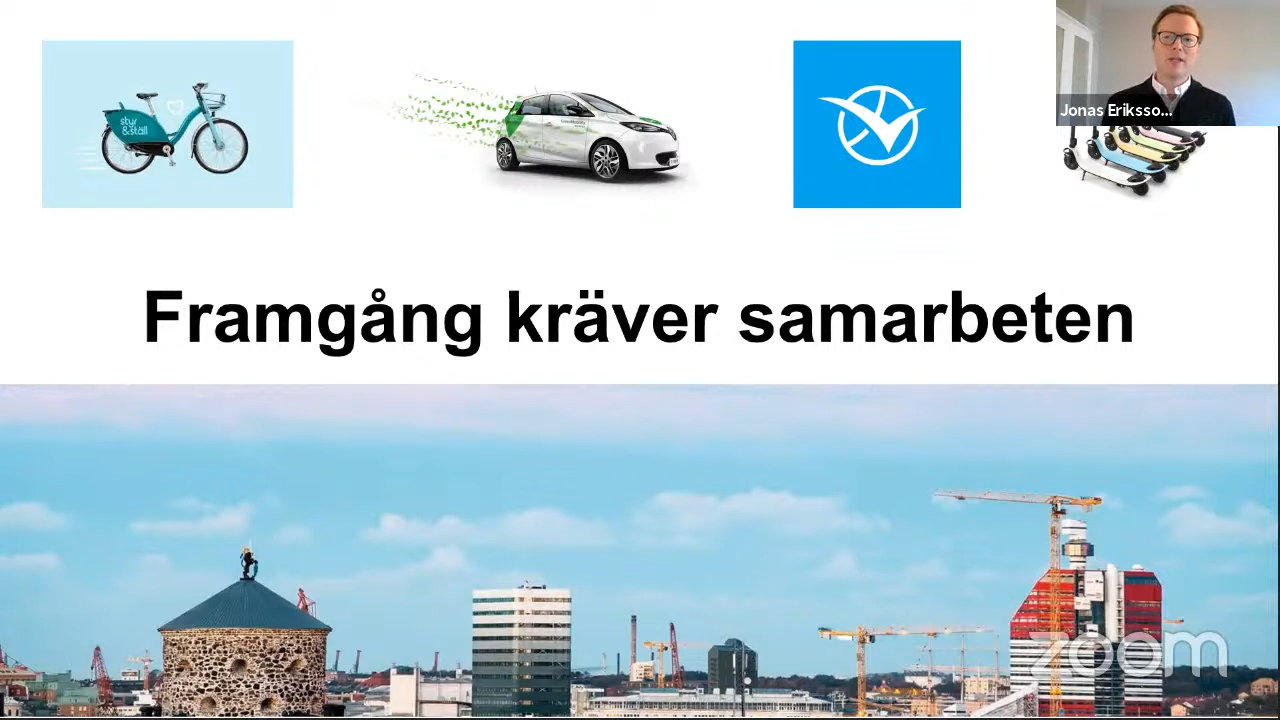 styr
&ställ
Jonas Eriksso...
Framgång kräver samarbeten
zoom